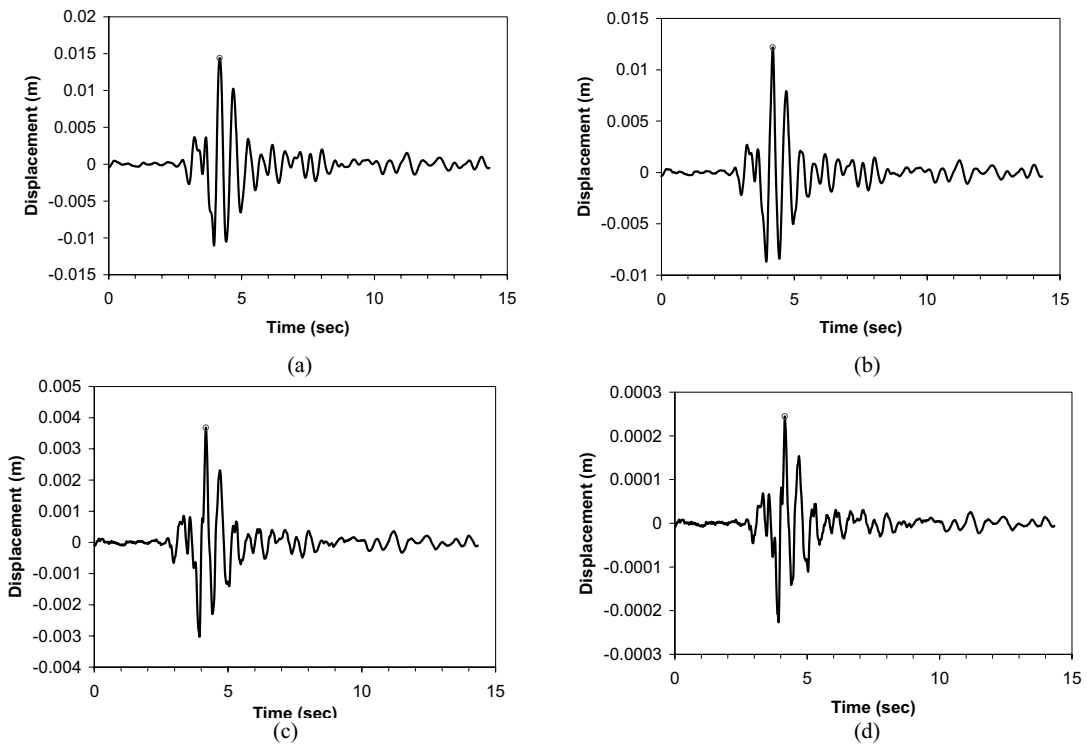 0.02
0.015
0.01
0.005
0
-0.005
-0.01
-0.015
Displacement (m)
0 5 10 15
Time (sec)
(a)
0.015
0.01
0.005
0
-0.005
-0.01
Displacement (m)
0 5 10 15
Time (sec)
(b)
0.005
0.004
0.003
0.002
0.001
0
-0.001
-0.002
-0.003
-0.004
Displacement (m)
0 5 10 15
Time (sec)
(c)
0.0003
0.0002
0.0001
0
-0.0001
-0.0002
-0.0003
Displacement (m)
0 5 10 15
Time (sec)
(d)